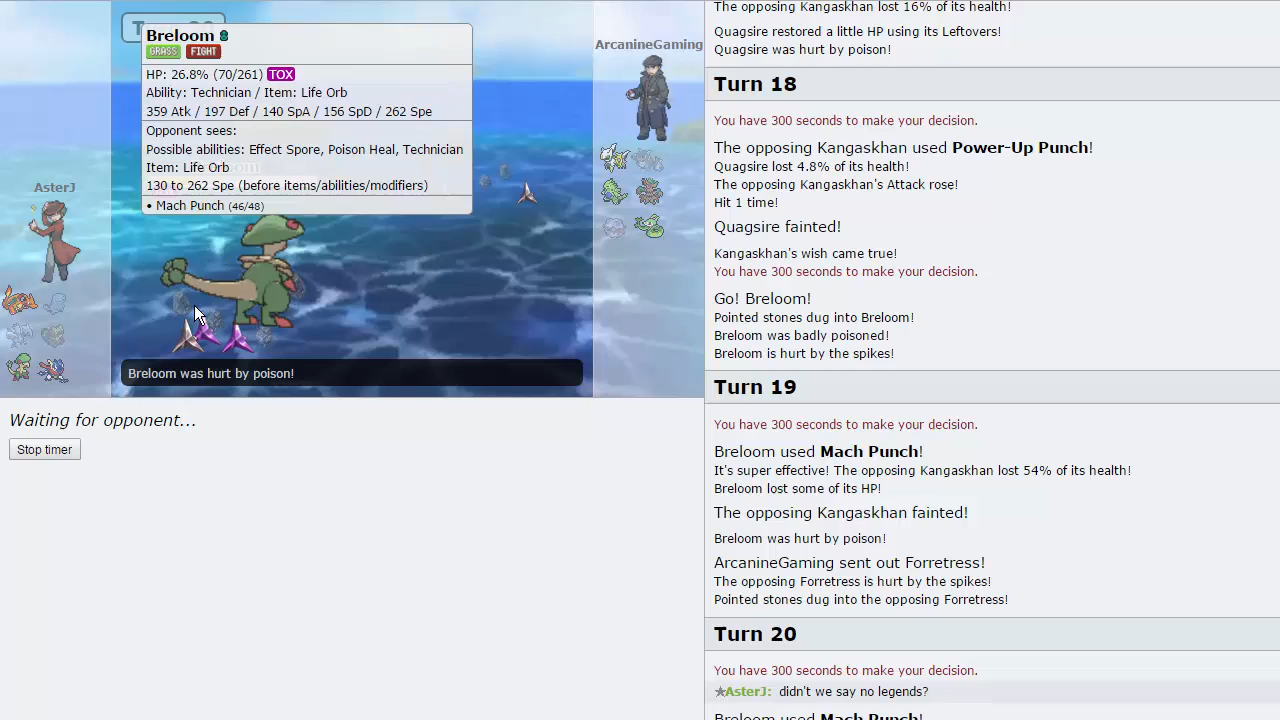 Breloom
GRASS FIGHT
HP: 26.8% (70/261) TOX
Ability: Technician / Item: Life Orb
359 Atk / 197 Def / 140 SpA / 156 SpD / 262 Spe
Opponent sees:
Possible abilities: Effect Spore, Poison Heal, Technician
Item: Life Orb
130 to 262 Spe (before items/abilities/modifiers)
• Mach Punch (46/48)
AsterJ
ArcanineGaming
Breloom was hurt by poison!
Waiting for opponent...
Stop timer
The opposing Kangaskhan lost 16% of its health!
Quagsire restored a little HP using its Leftovers!
Quagsire was hurt by poison!
Turn 18
You have 300 seconds to make your decision.
The opposing Kangaskhan used Power-Up Punch!
Quagsire lost 4.8% of its health!
The opposing Kangaskhan's Attack rose!
Hit 1 time!
Quagsire fainted!
Kangaskhan's wish came true!
You have 300 seconds to make your decision.
Go! Breloom!
Pointed stones dug into Breloom!
Breloom was badly poisoned!
Breloom is hurt by the spikes!
Turn 19
You have 300 seconds to make your decision.
Breloom used Mach Punch!
It's super effective! The opposing Kangaskhan lost 54% of its health!
Breloom lost some of its HP!
The opposing Kangaskhan fainted!
Breloom was hurt by poison!
ArcanineGaming sent out Forretress!
The opposing Forretress is hurt by the spikes!
Pointed stones dug into the opposing Forretress!
Turn 20
You have 300 seconds to make your decision.
★AsterJ: didn't we say no legends?
Breloom used Mach Punch!